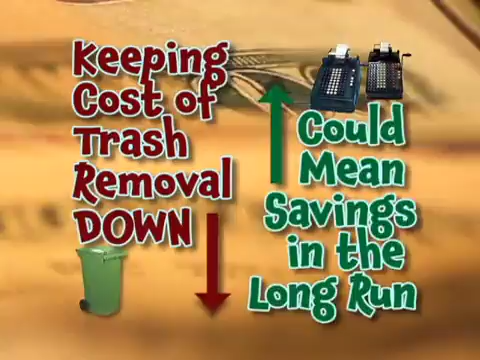 Keeping
Cost of
Trash
Removal
DOWN
Could
Mean
Savings
in the
Long Run